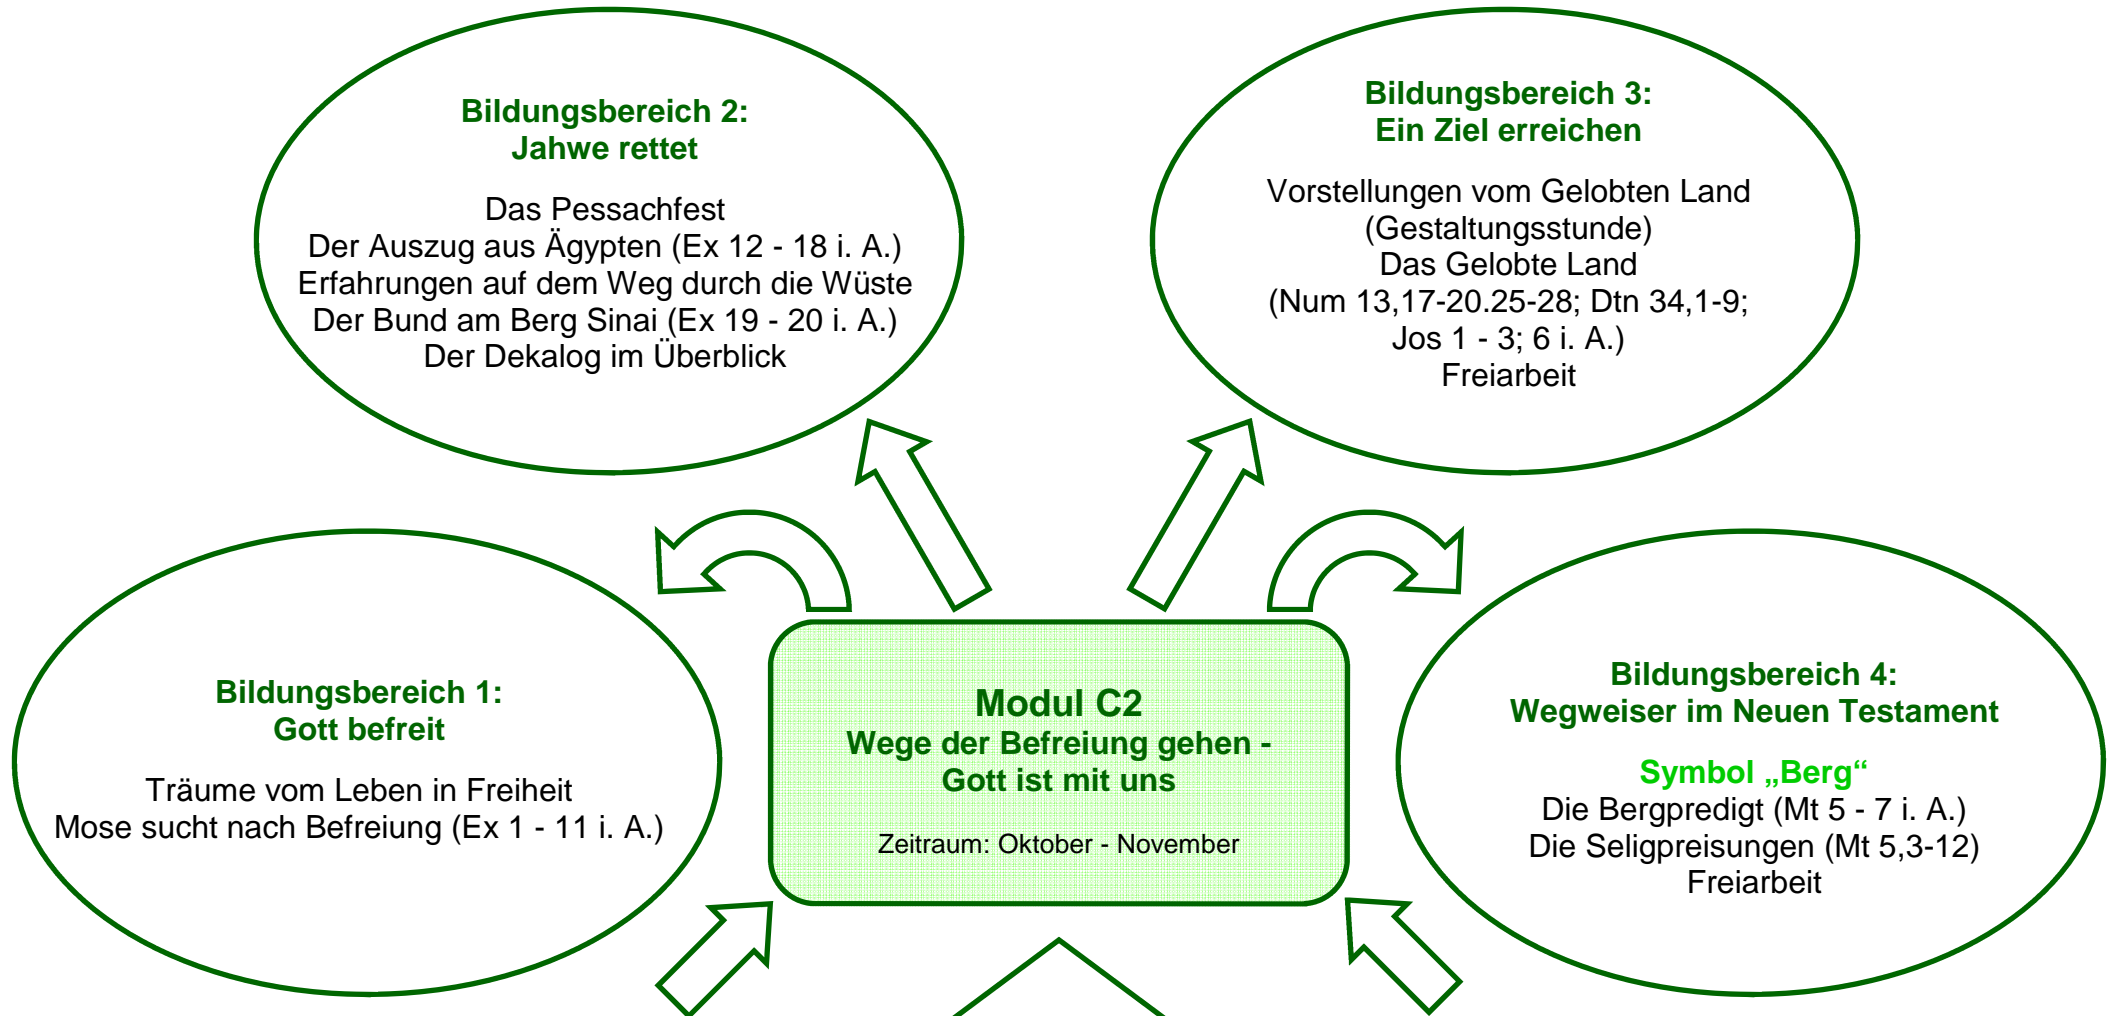 Bildungsbereich 2:
Jahwe rettet
Das Pessachfest
Der Auszug aus Ägypten (Ex 12 - 18 i. A.)
Erfahrungen auf dem Weg durch die Wüste
Der Bund am Berg Sinai (Ex 19 - 20 i. A.)
Der Dekalog im Überblick
Bildungsbereich 3:
Ein Ziel erreichen
Vorstellungen vom Gelobten Land
(Gestaltungsstunde)
Das Gelobte Land
(Num 13,17-20.25-28; Dtn 34,1-9;
Jos 1 - 3; 6 i. A.)
Freiarbeit
Bildungsbereich 1:
Gott befreit
Träume vom Leben in Freiheit
Mose sucht nach Befreiung (Ex 1 - 11 i. A.)
Modul C2
Wege der Befreiung gehen -
Gott ist mit uns
Zeitraum: Oktober - November
Bildungsbereich 4:
Wegweiser im Neuen Testament
Symbol „Berg“
Die Bergpredigt (Mt 5 - 7 i. A.)
Die Seligpreisungen (Mt 5,3-12)
Freiarbeit